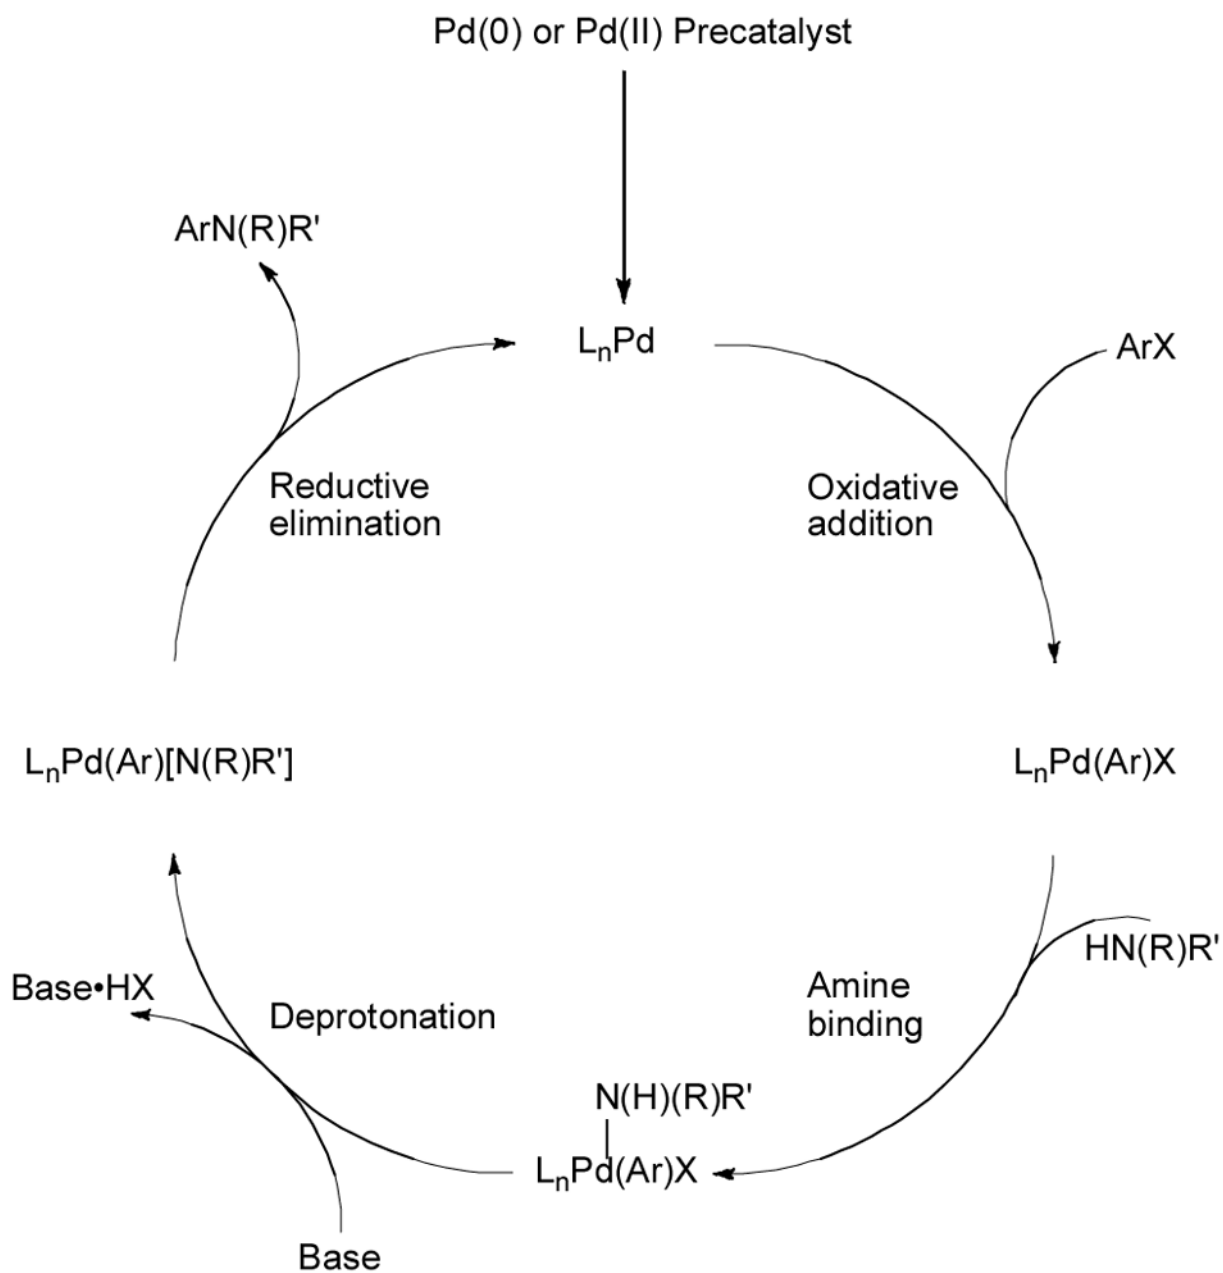 Pd(0) or Pd(II) Precatalyst
ArN(R)R'
LnPd
ArX
Reductive
elimination
Oxidative
addition
LnPd(Ar)[N(R)R']
LnPd(Ar)X
HN(R)R'
Base•HX
Deprotonation
Amine
binding
N(H)(R)R'
LnPd(Ar)X
Base